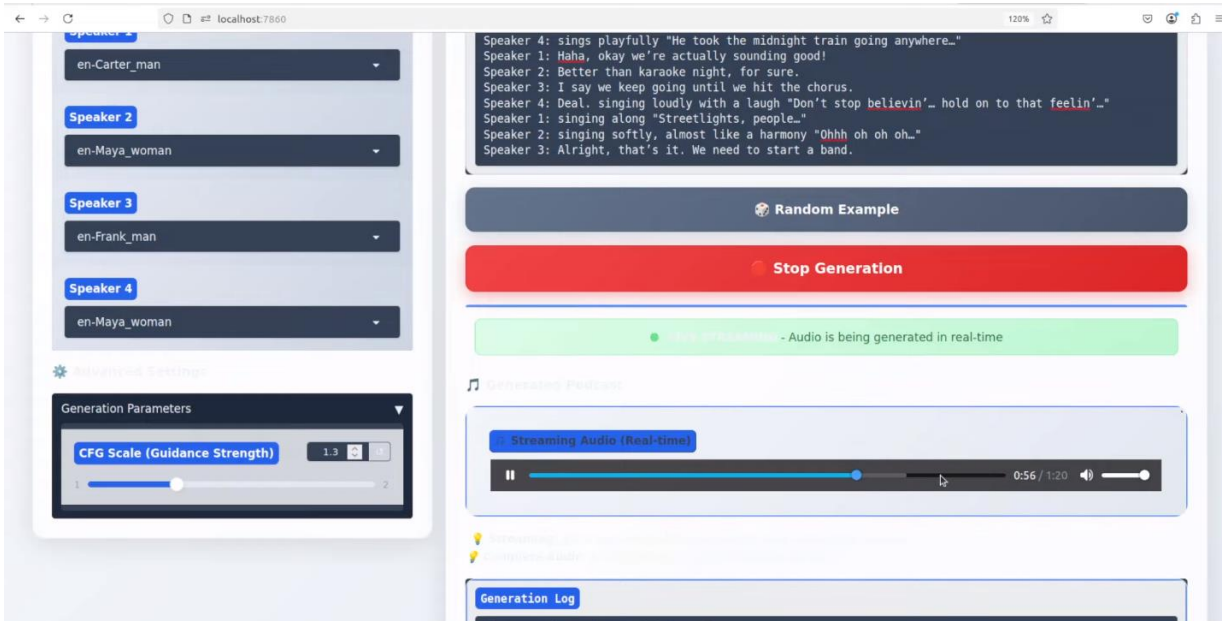 localhost:7860
120%
Speaker 1
en-Carter_man
Speaker 2
en-Maya_woman
Speaker 3
en-Frank_man
Speaker 4
en-Maya_woman
Advanced Settings
Generation Parameters
CFG Scale (Guidance Strength)
1.3
1
2
Speaker 4: sings playfully "He took the midnight train going anywhere…"
Speaker 1: Haha, okay we’re actually sounding good!
Speaker 2: Better than karaoke night, for sure.
Speaker 3: I say we keep going until we hit the chorus.
Speaker 4: Deal. singing loudly with a laugh "Don’t stop believin’… hold on to that feelin’…"
Speaker 1: singing along "Streetlights, people…"
Speaker 2: singing softly, almost like a harmony "Ohhh oh oh oh…"
Speaker 3: Alright, that’s it. We need to start a band.
Random Example
Stop Generation
LIVE STREAMING - Audio is being generated in real-time
Generated Podcast
Streaming Audio (Real-time)
0:56 / 1:20
Generation Log